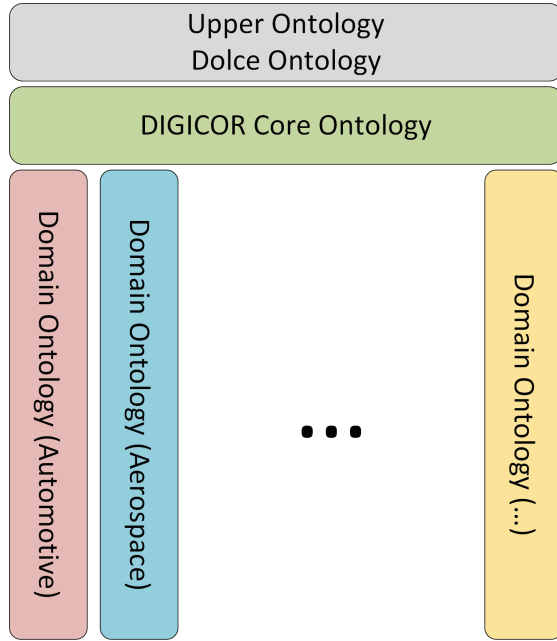 Upper Ontology
Dolce Ontology
DIGICOR Core Ontology
Domain Ontology (Automotive)
Domain Ontology (Aerospace)
...
Domain Ontology (...)